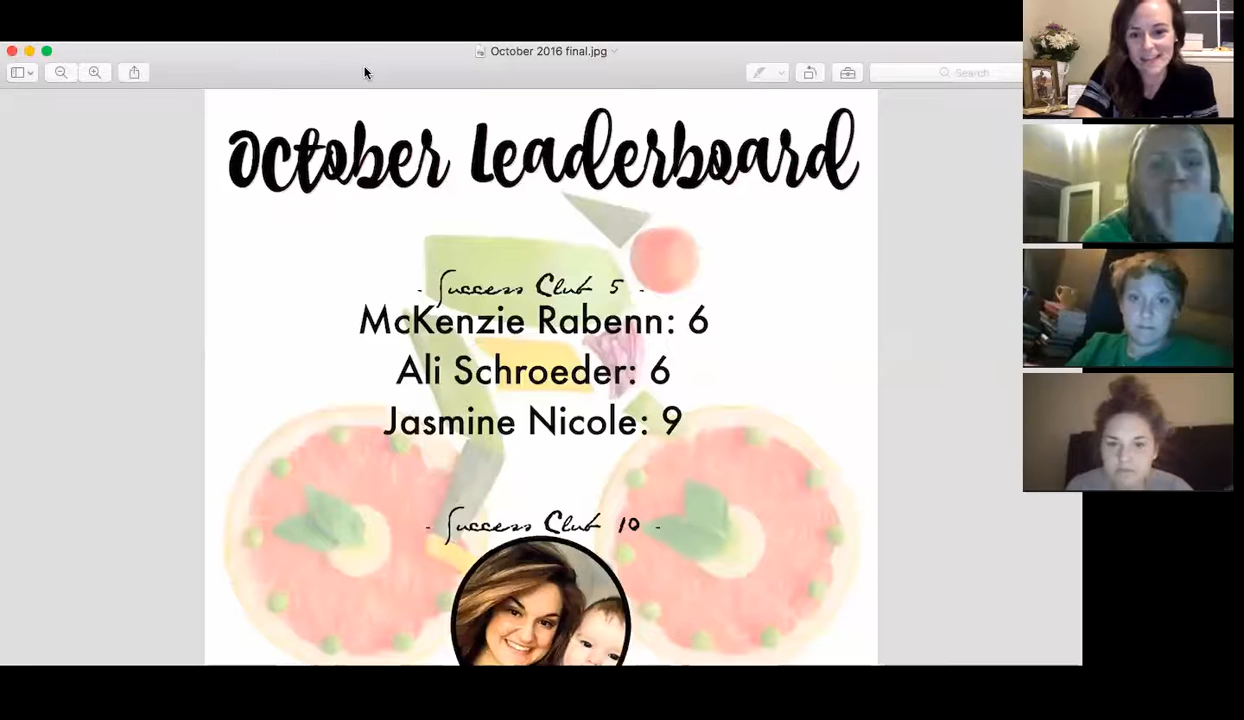 October 2016 final.jpg
Search
October Leaderboard
- Success Club 5 -
McKenzie Rabenn: 6
Ali Schroeder: 6
Jasmine Nicole: 9
- Success Club 10 -